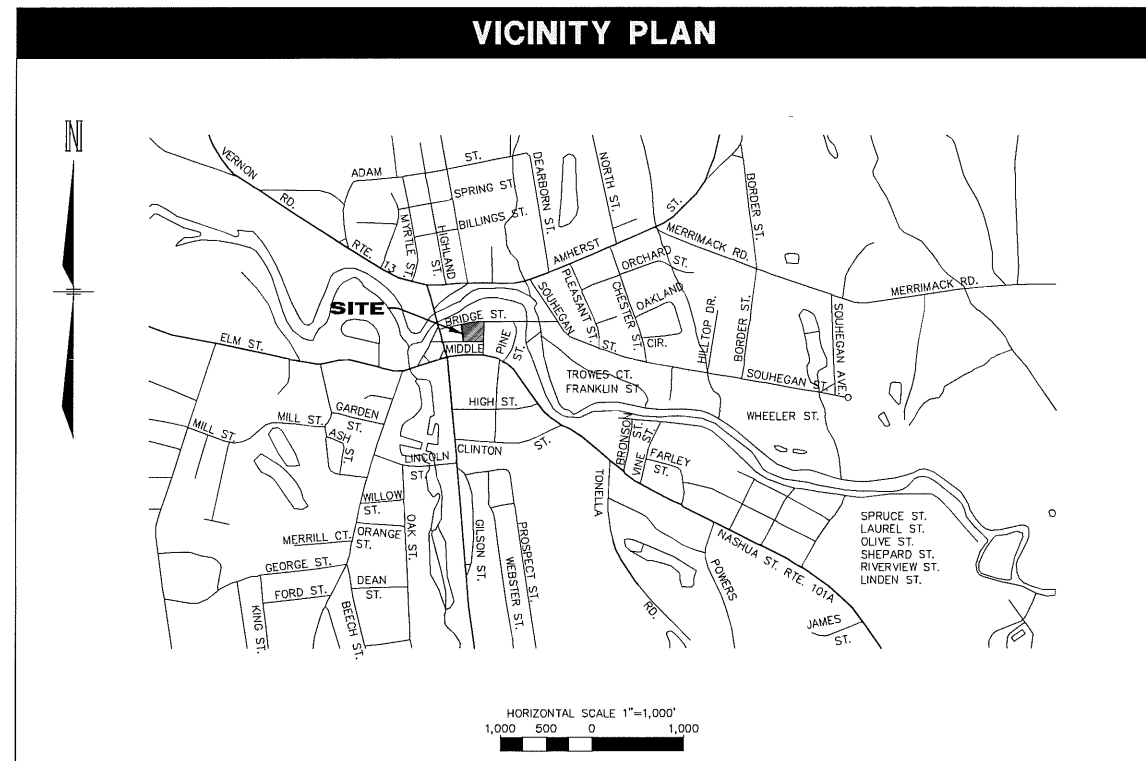 VICINITY PLAN
N
VERNON
RD.
ADAM
ST.
SPRING ST.
BILLINGS ST.
MYRTLE ST.
HIGHLAND
ST.
RTE. 13
DEARBORN ST.
NORTH ST.
ST.
AMHERST
BORDER ST.
MERRIMACK RD.
MERRIMACK RD.
ORCHARD
ST.
PLEASANT ST.
CHESTER ST.
OAKLAND
CIR.
SOUHEGAN
ST.
HILLTOP DR.
BORDER ST.
SOUHEGAN AVE.
SOUHEGAN ST.
SITE
BRIDGE ST.
MIDDLE
PINE
ST.
ELM ST.
TROWES CT.
FRANKLIN ST
WHEELER ST.
HIGH ST.
GARDEN
ST.
MILL ST.
MILL ST.
ASH
ST.
CLINTON
ST.
LINCOLN
ST.
BRONSON
ST.
VINE ST.
FARLEY
ST.
TONELLA
RD.
WILLOW
ST.
OAK ST.
ORANGE
ST.
MERRILL CT.
GEORGE ST.
FORD ST.
DEAN
ST.
KING ST.
BEECH ST.
GILSON ST.
PROSPECT ST.
WEBSTER ST.
NASHUA ST. RTE. 101A
POWERS
JAMES
ST.
SPRUCE ST.
LAUREL ST.
OLIVE ST.
SHEPARD ST.
RIVERVIEW ST.
LINDEN ST.
HORIZONTAL SCALE 1"=1,000'
1,000 500 0 1,000